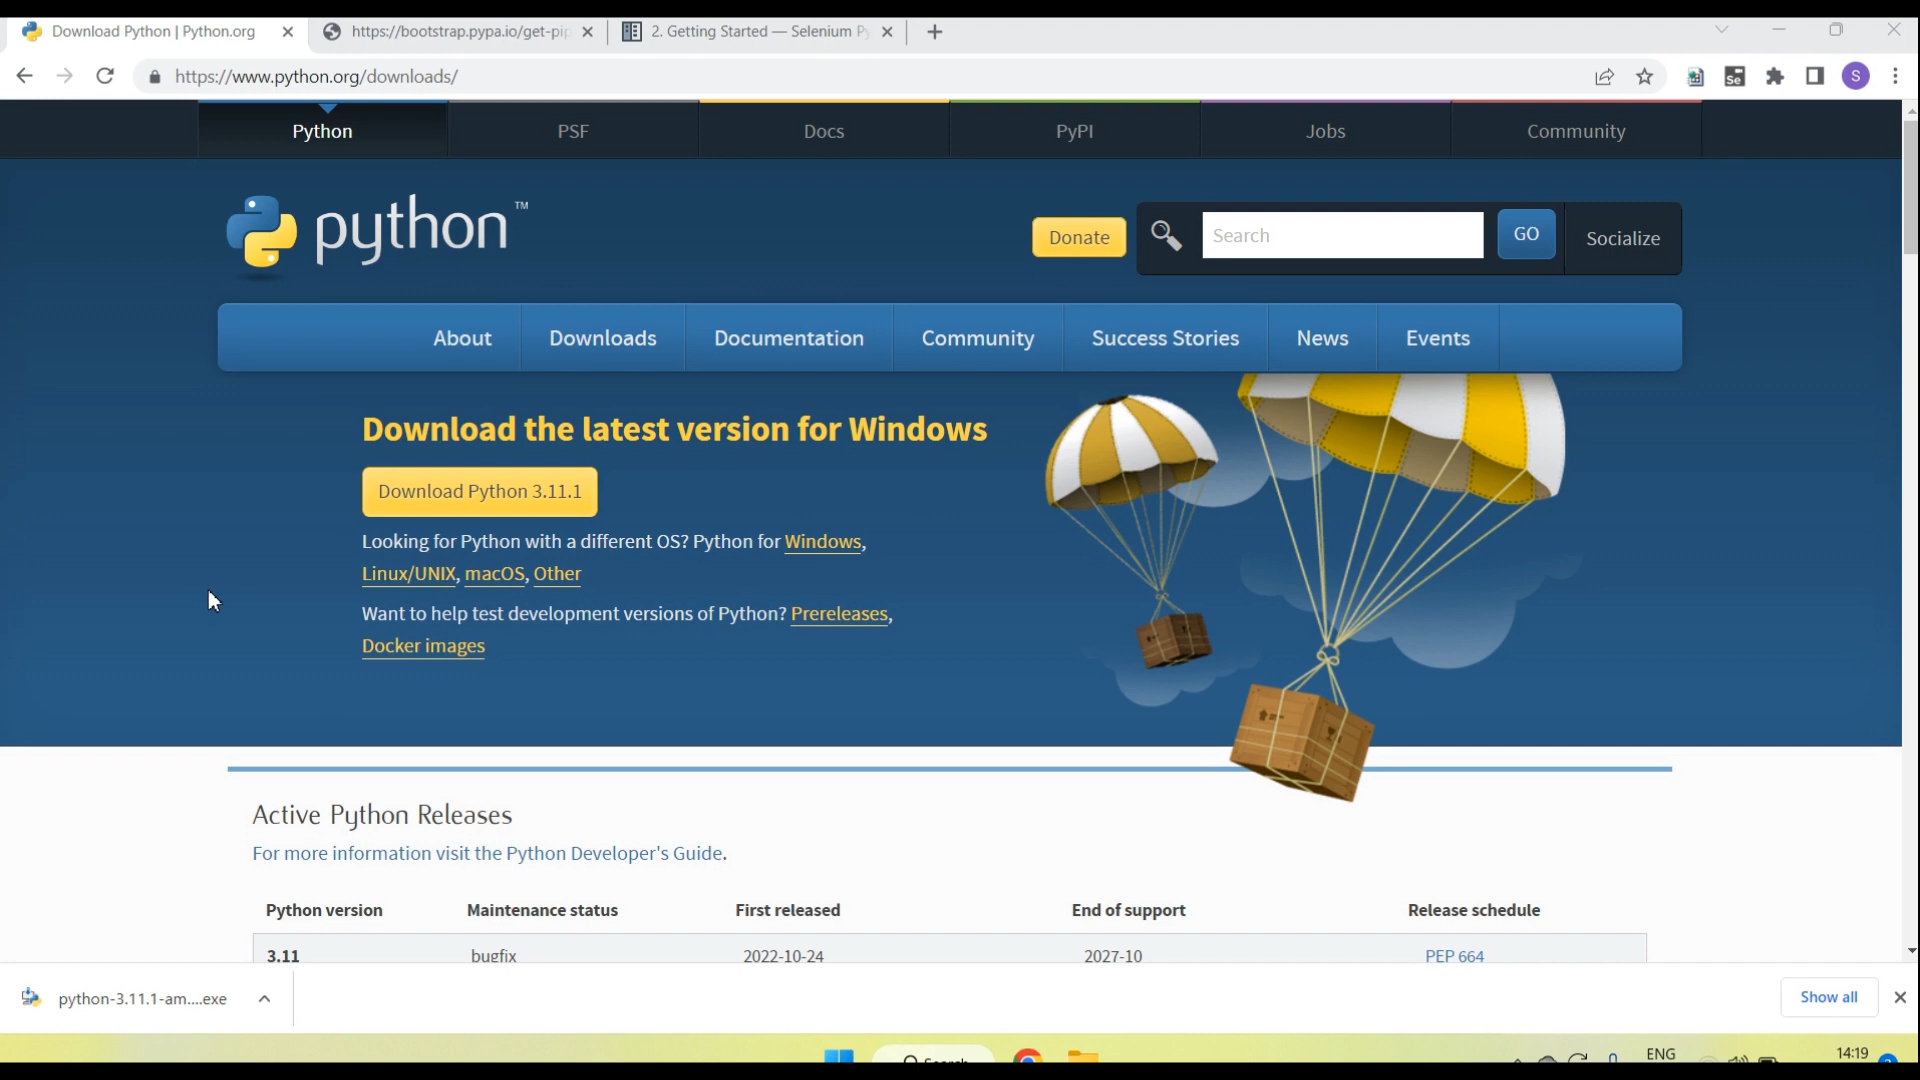 Download Python | Python.org
https://bootstrap.pypa.io/get-pip
2. Getting Started — Selenium Py
https://www.python.org/downloads/
Se
S
Python
PSF
Docs
PyPI
Jobs
Community
python™
Donate
Search
GO
Socialize
About
Downloads
Documentation
Community
Success Stories
News
Events
Download the latest version for Windows
Download Python 3.11.1
Looking for Python with a different OS? Python for Windows,
Linux/UNIX, macOS, Other
Want to help test development versions of Python? Prereleases,
Docker images
Active Python Releases
For more information visit the Python Developer's Guide.
Python version Maintenance status First released End of support Release schedule
3.11 bugfix 2022-10-24 2027-10 PEP 664
python-3.11.1-am....exe
Show all
Search
ENG
14:19